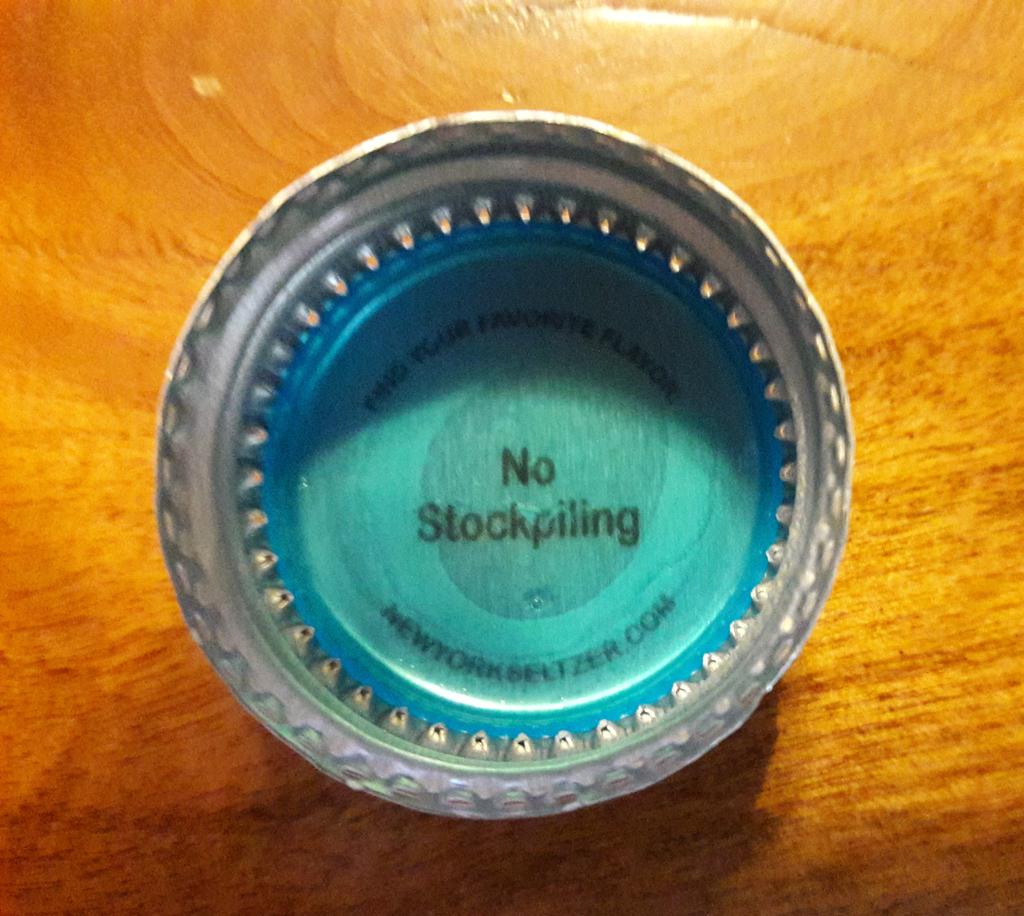 FIND YOUR FAVORITE FLAVOR
No
Stockpiling
NEWYORKSELTZER.COM